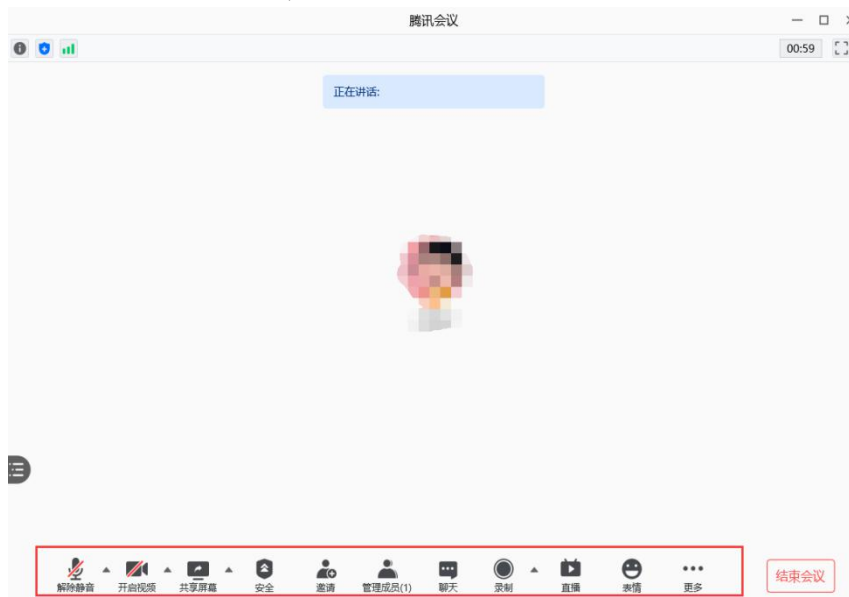 腾讯会议
00:59
正在讲话:
解除静音 开启视频 共享屏幕 安全 邀请 管理成员(1) 聊天 录制 直播 表情 更多 结束会议